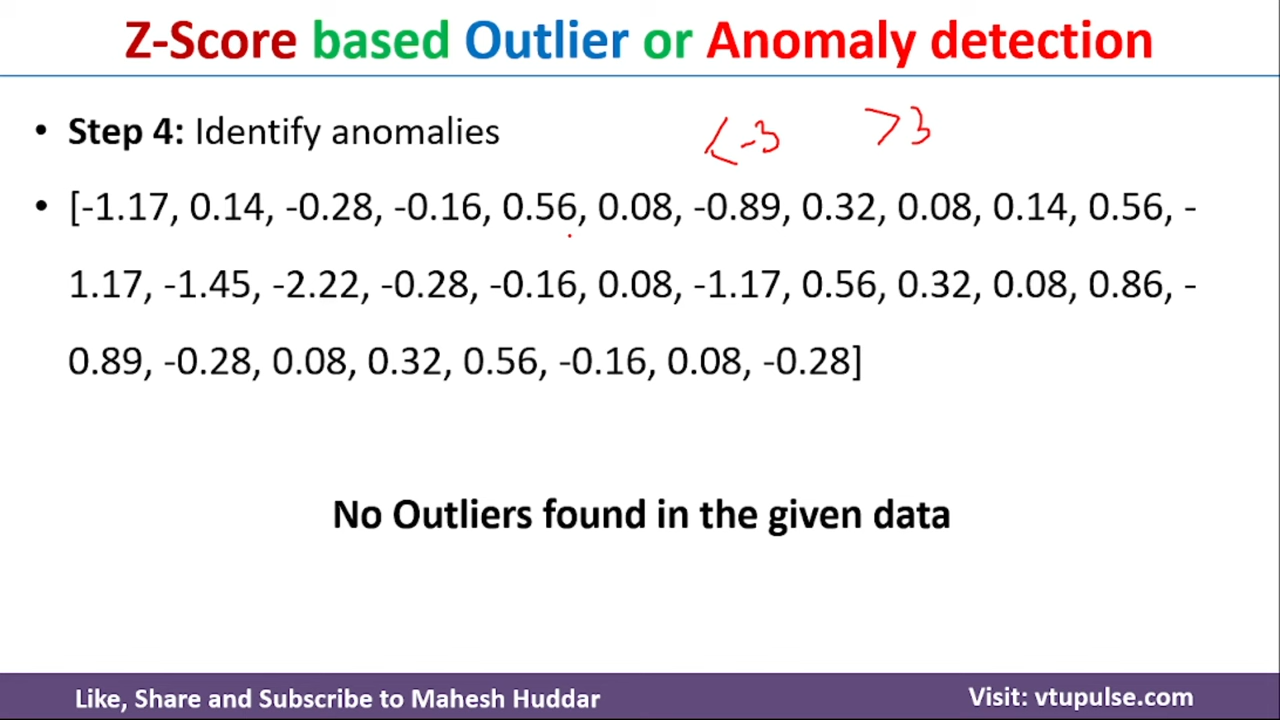 Z-Score based Outlier or Anomaly detection
• Step 4: Identify anomalies
<-3 >3
• [-1.17, 0.14, -0.28, -0.16, 0.56, 0.08, -0.89, 0.32, 0.08, 0.14, 0.56, -
1.17, -1.45, -2.22, -0.28, -0.16, 0.08, -1.17, 0.56, 0.32, 0.08, 0.86, -
0.89, -0.28, 0.08, 0.32, 0.56, -0.16, 0.08, -0.28]
No Outliers found in the given data
Like, Share and Subscribe to Mahesh Huddar
Visit: vtupulse.com